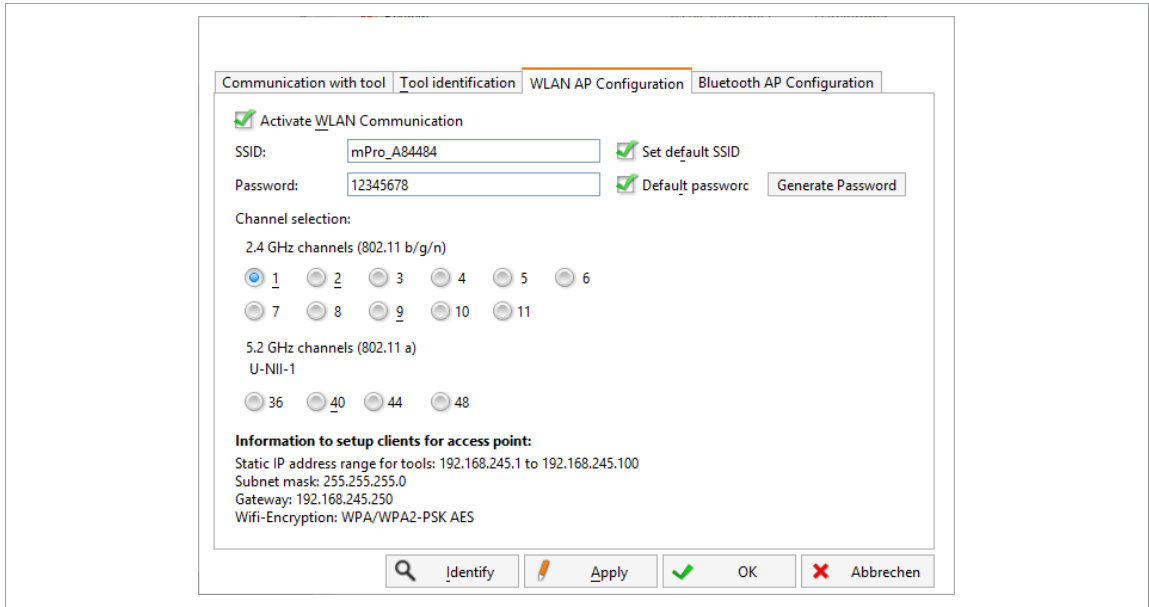 Communication with tool Tool identification WLAN AP Configuration Bluetooth AP Configuration
Activate WLAN Communication
SSID: mPro_A84484 Set default SSID
Password: 12345678 Default passworc Generate Password
Channel selection:
2.4 GHz channels (802.11 b/g/n)
1 2 3 4 5 6
7 8 9 10 11
5.2 GHz channels (802.11 a)
U-NII-1
36 40 44 48
Information to setup clients for access point:
Static IP address range for tools: 192.168.245.1 to 192.168.245.100
Subnet mask: 255.255.255.0
Gateway: 192.168.245.250
Wifi-Encryption: WPA/WPA2-PSK AES
Identify Apply OK Abbrechen